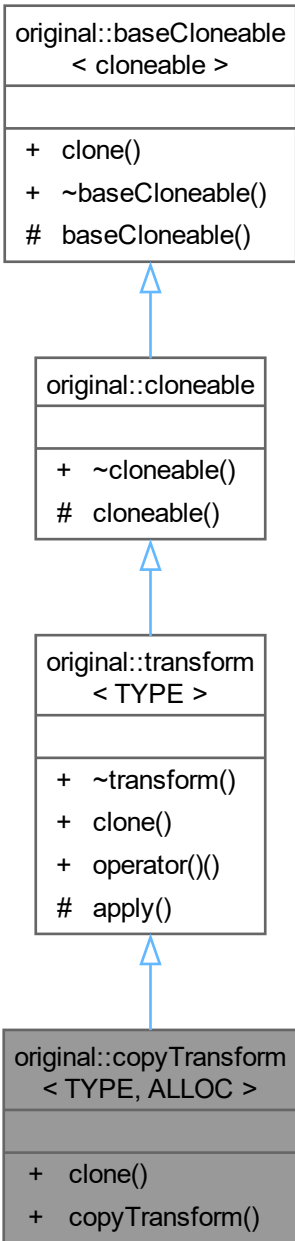 original::baseCloneable
< cloneable >
+ clone()
+ ~baseCloneable()
# baseCloneable()
original::cloneable
+ ~cloneable()
# cloneable()
original::transform
< TYPE >
+ ~transform()
+ clone()
+ operator()()
# apply()
original::copyTransform
< TYPE, ALLOC >
+ clone()
+ copyTransform()